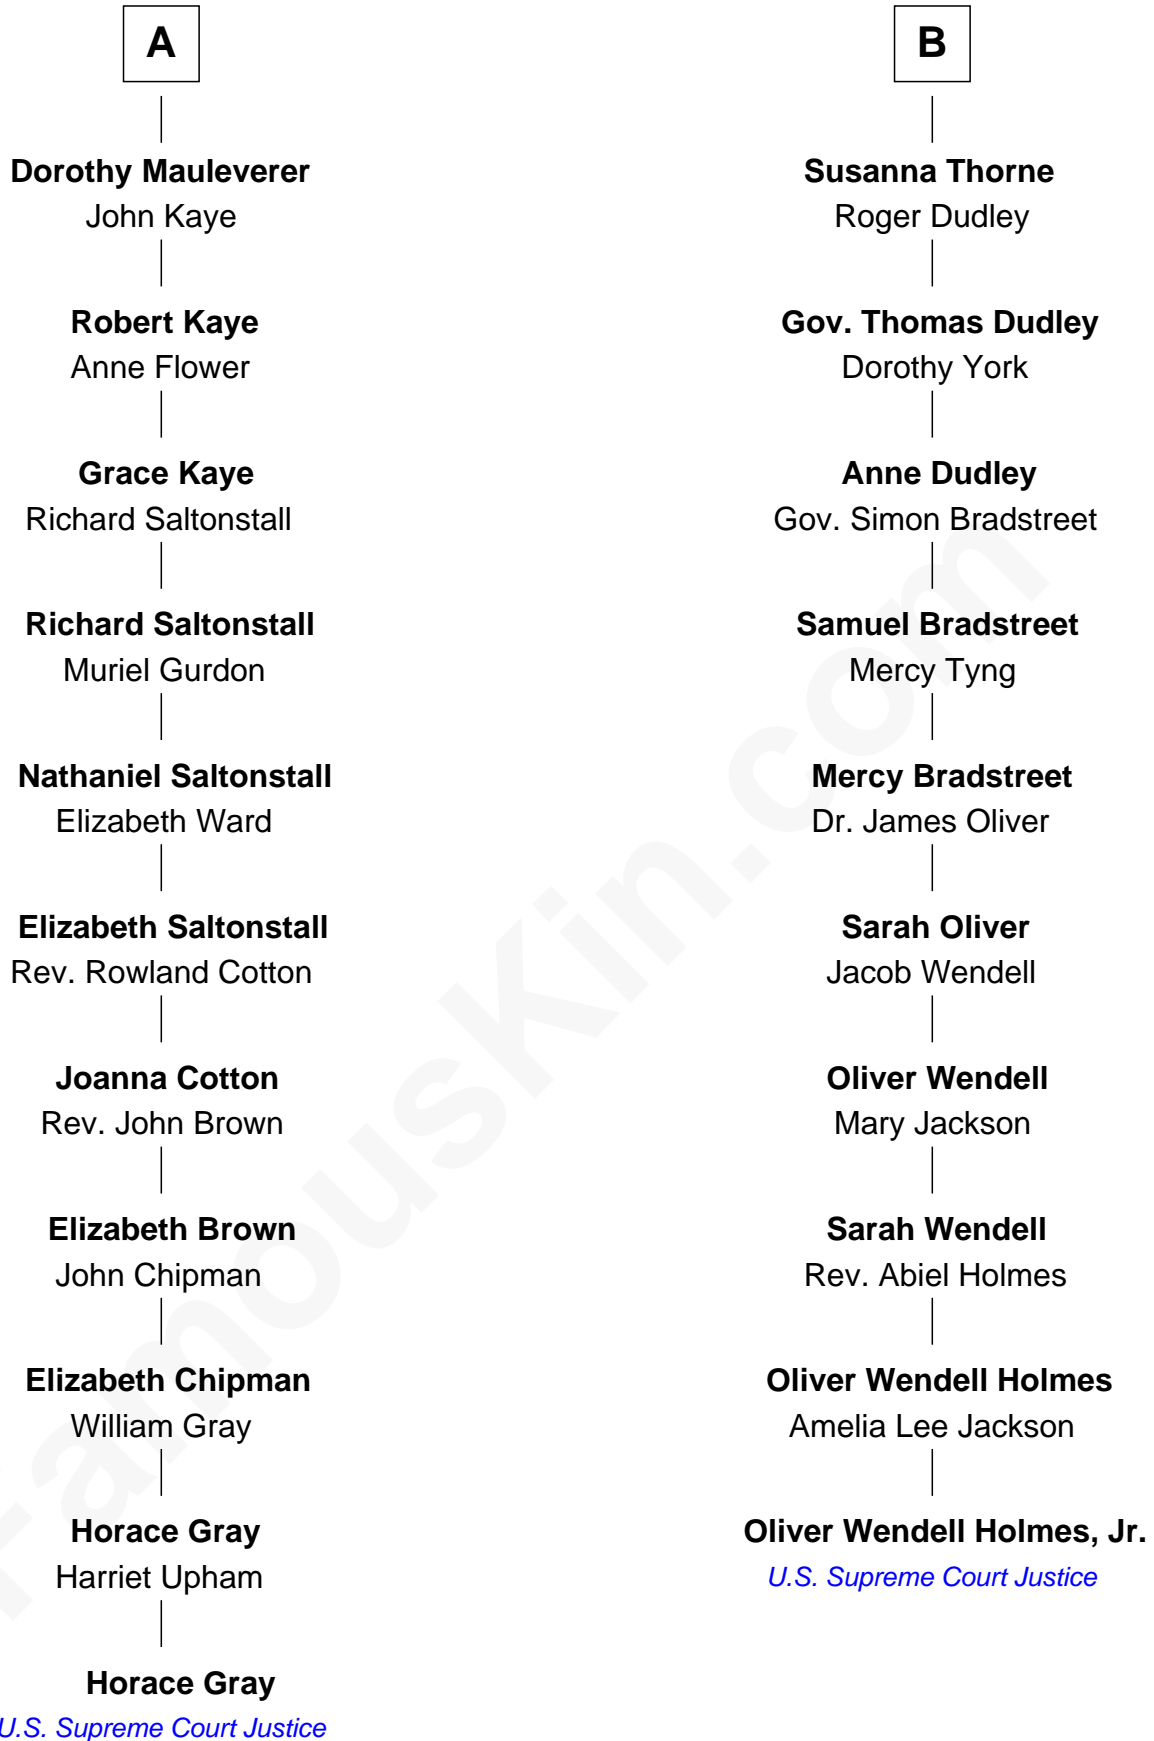 A
Dorothy Mauleverer
John Kaye
Robert Kaye
Anne Flower
Grace Kaye
Richard Saltonstall
Richard Saltonstall
Muriel Gurdon
Nathaniel Saltonstall
Elizabeth Ward
Elizabeth Saltonstall
Rev. Rowland Cotton
Joanna Cotton
Rev. John Brown
Elizabeth Brown
John Chipman
Elizabeth Chipman
William Gray
Horace Gray
Harriet Upham
Horace Gray
U.S. Supreme Court Justice
B
Susanna Thorne
Roger Dudley
Gov. Thomas Dudley
Dorothy York
Anne Dudley
Gov. Simon Bradstreet
Samuel Bradstreet
Mercy Tyng
Mercy Bradstreet
Dr. James Oliver
Sarah Oliver
Jacob Wendell
Oliver Wendell
Mary Jackson
Sarah Wendell
Rev. Abiel Holmes
Oliver Wendell Holmes
Amelia Lee Jackson
Oliver Wendell Holmes, Jr.
U.S. Supreme Court Justice
FamousKin.com